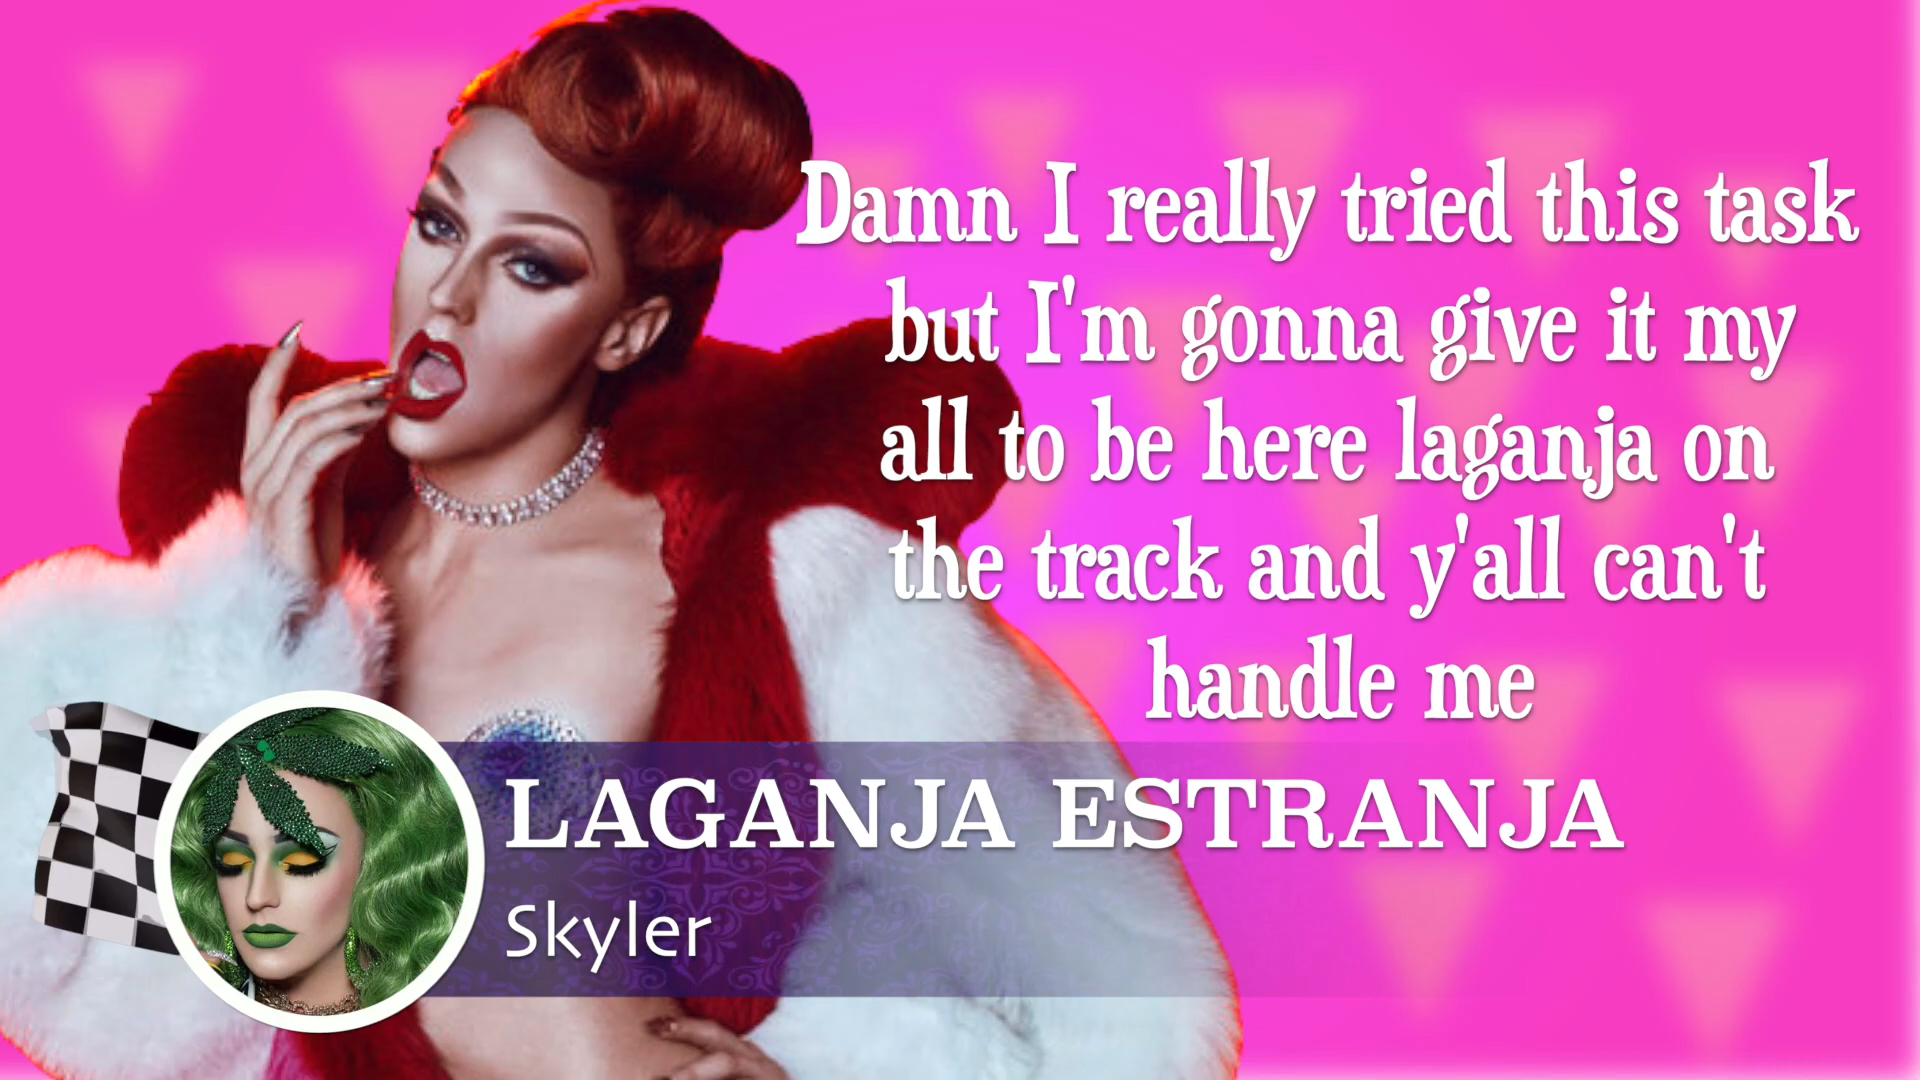 Damn I really tried this task
but I'm gonna give it my
all to be here laganja on
the track and y'all can't
handle me
LAGANJA ESTRANJA
Skyler